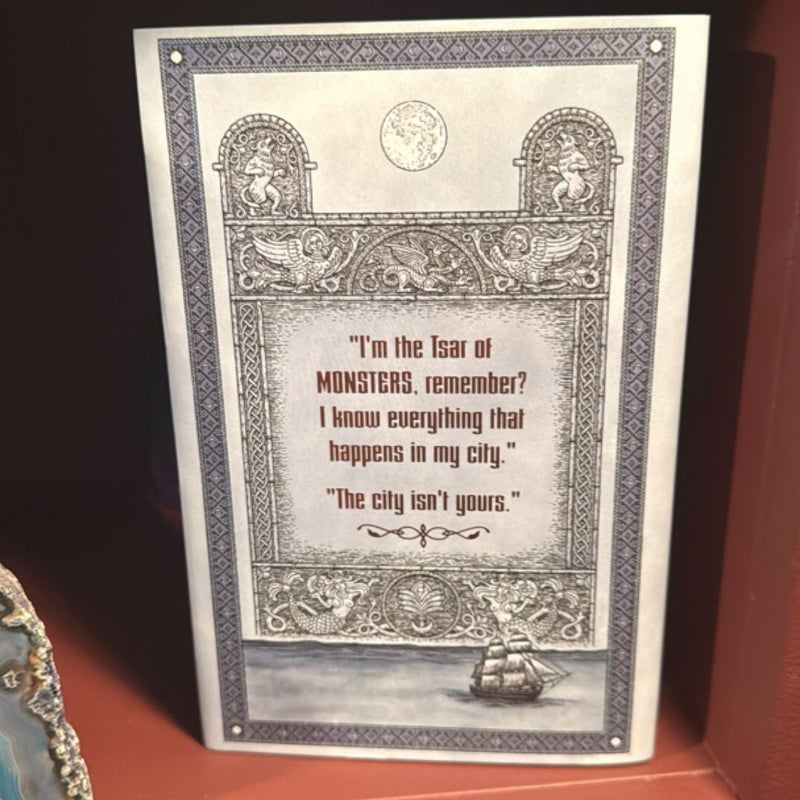 "I'm the Tsar of
MONSTERS, remember?
I know everything that
happens in my city."
"The city isn't yours."